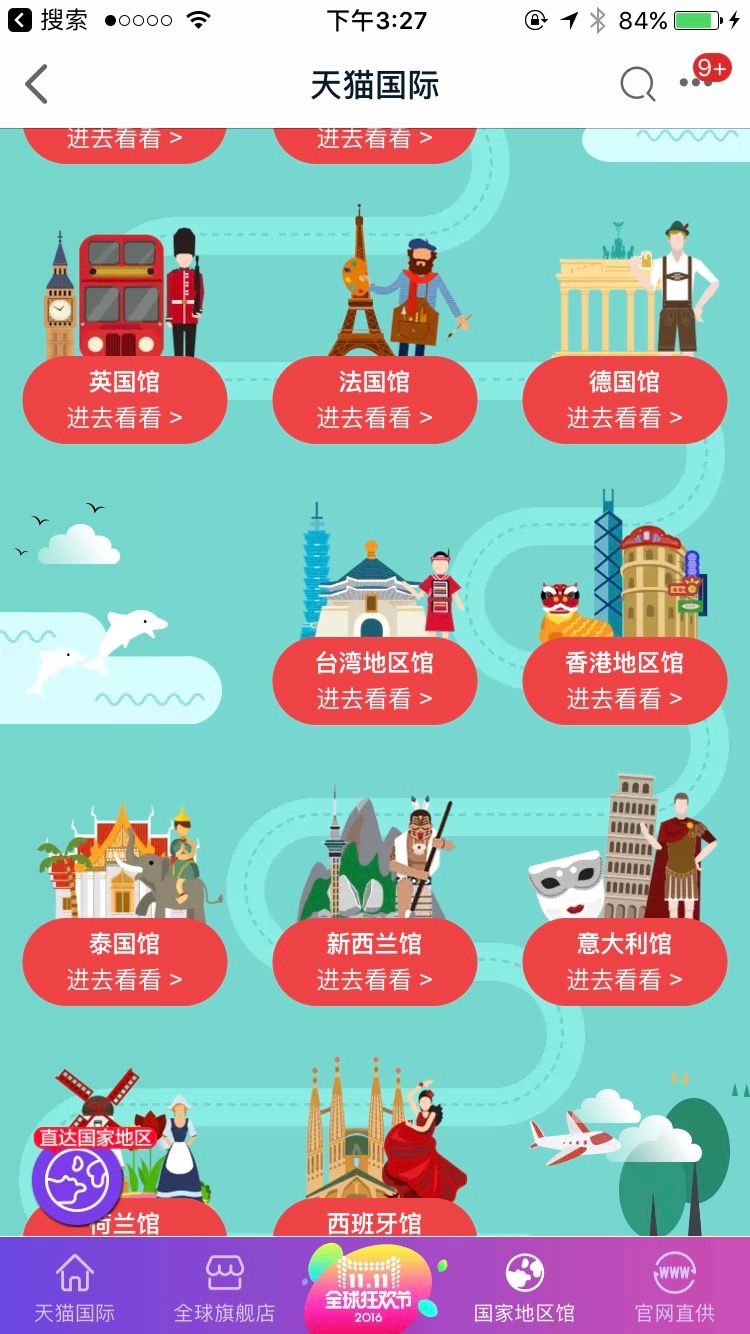 搜索
下午3:27
84%
天猫国际
9+
进去看看 >
进去看看 >
英国馆
进去看看 >
法国馆
进去看看 >
德国馆
进去看看 >
台湾地区馆
进去看看 >
香港地区馆
进去看看 >
泰国馆
进去看看 >
新西兰馆
进去看看 >
意大利馆
进去看看 >
直达国家地区
荷兰馆
西班牙馆
天猫国际
全球旗舰店
11.11
全球狂欢节
2016
国家地区馆
WWW
官网直供